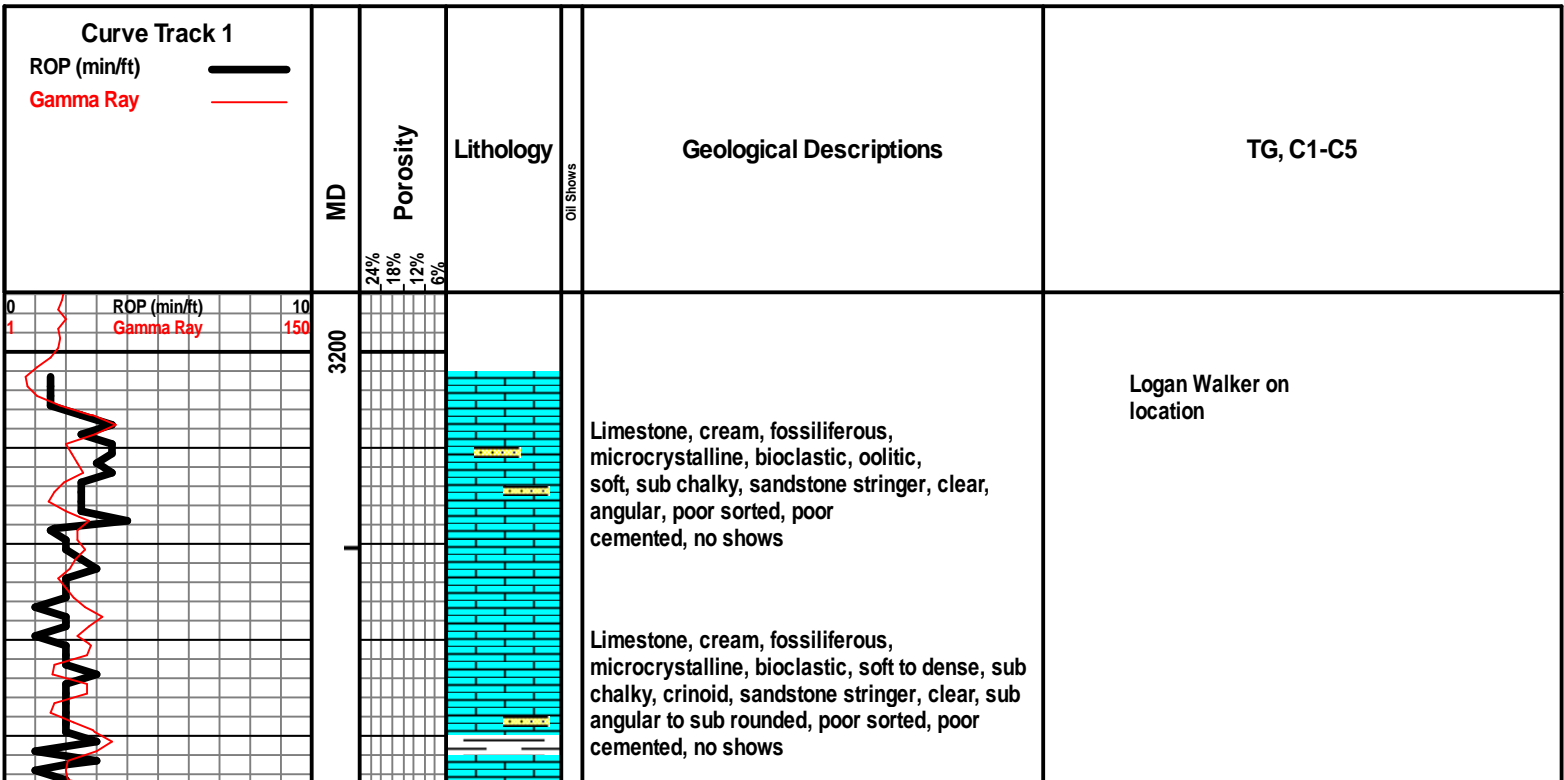 Curve Track 1
ROP (min/ft)
Gamma Ray
MD
Porosity
24%
18%
12%
6%
Lithology
Oil Shows
Geological Descriptions
TG, C1-C5
0 ROP (min/ft) 10
1 Gamma Ray 150
3200
Logan Walker on
location
Limestone, cream, fossiliferous,
microcrystalline, bioclastic, oolitic,
soft, sub chalky, sandstone stringer, clear,
angular, poor sorted, poor
cemented, no shows
Limestone, cream, fossiliferous,
microcrystalline, bioclastic, soft to dense, sub
chalky, crinoid, sandstone stringer, clear, sub
angular to sub rounded, poor sorted, poor
cemented, no shows